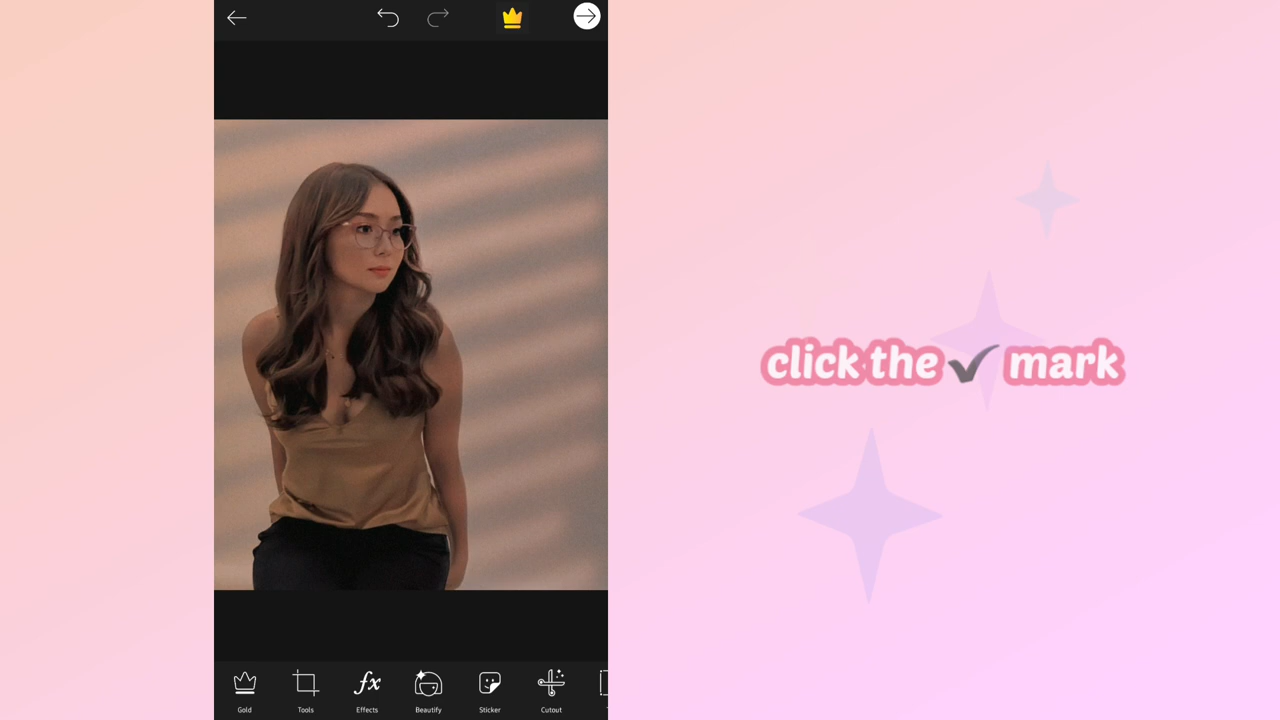 click the ✔ mark
Gold
Tools
Effects
Beautify
Sticker
Cutout